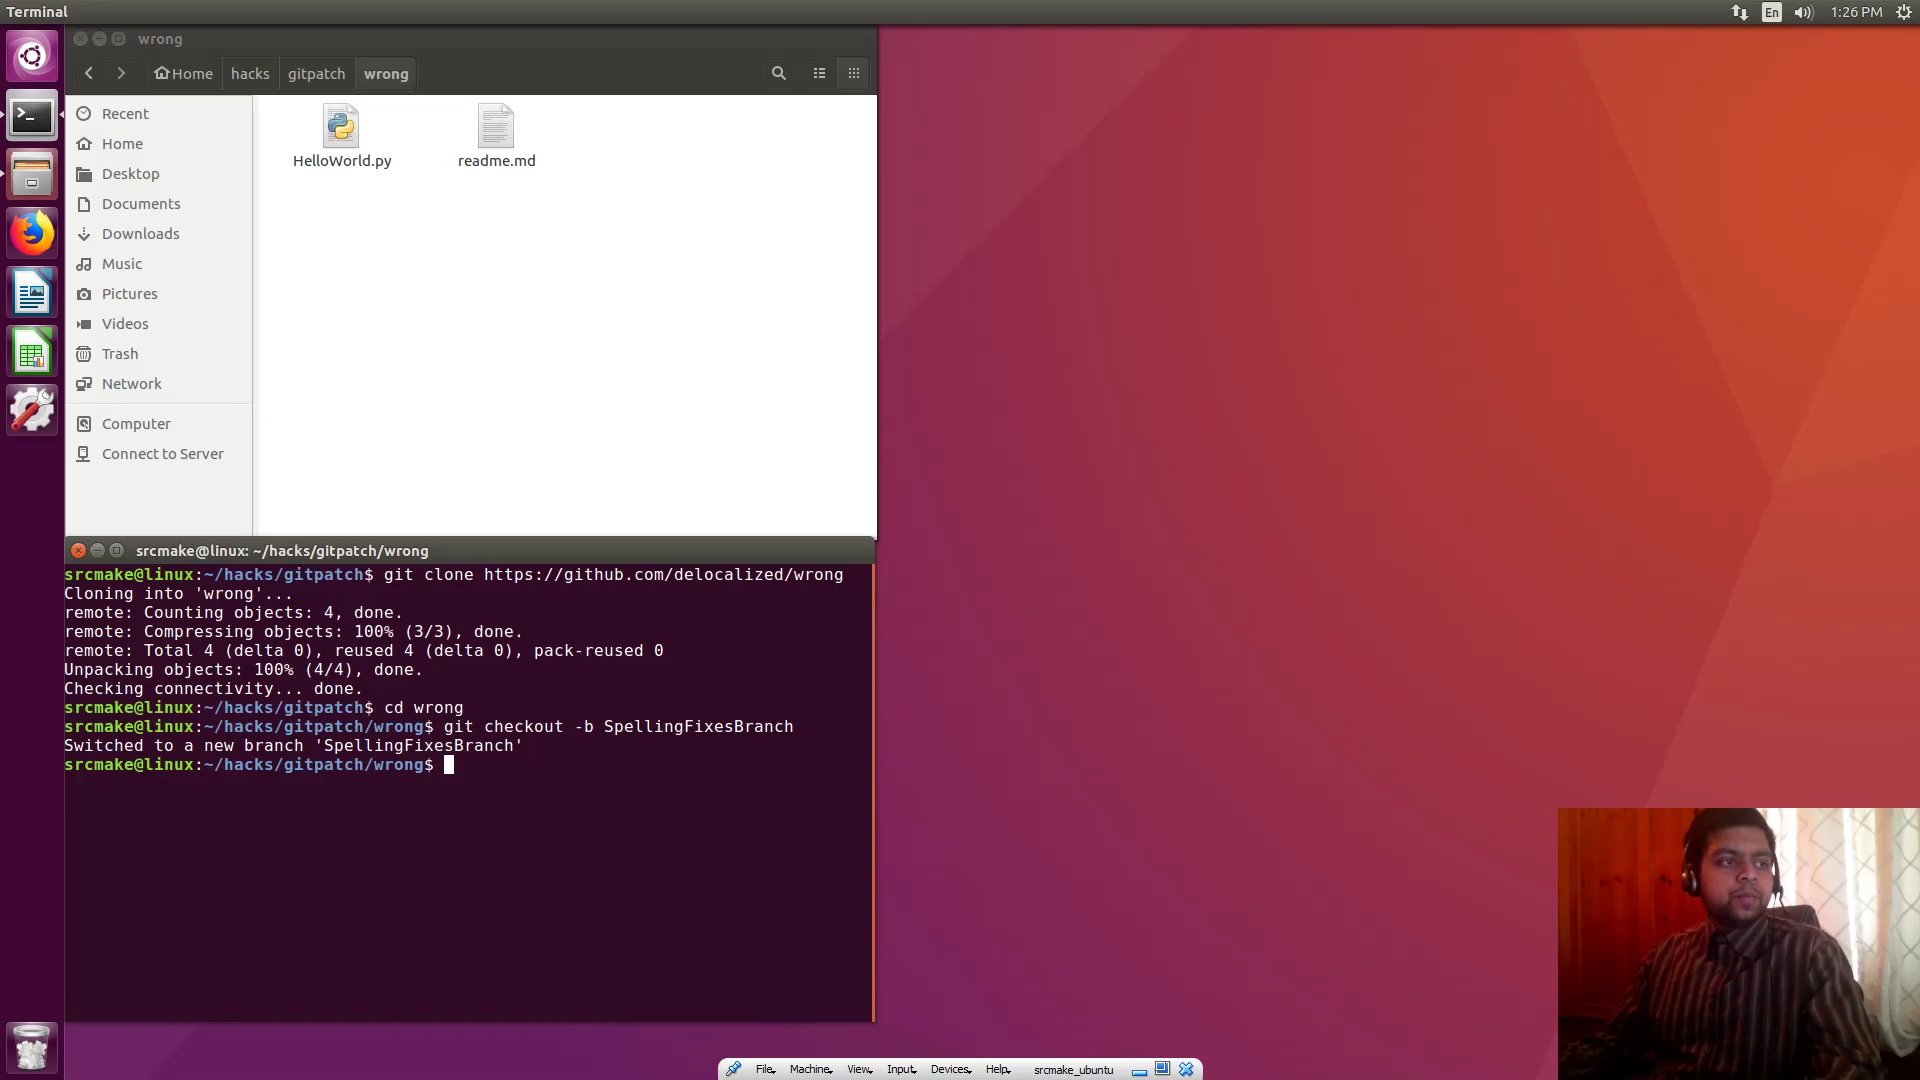 Terminal
En
1:26 PM
wrong
Home
hacks
gitpatch
wrong
Recent
Home
Desktop
Documents
Downloads
Music
Pictures
Videos
Trash
Network
Computer
Connect to Server
HelloWorld.py
readme.md
srcmake@linux: ~/hacks/gitpatch/wrong
srcmake@linux:~/hacks/gitpatch$ git clone https://github.com/delocalized/wrong
Cloning into 'wrong'...
remote: Counting objects: 4, done.
remote: Compressing objects: 100% (3/3), done.
remote: Total 4 (delta 0), reused 4 (delta 0), pack-reused 0
Unpacking objects: 100% (4/4), done.
Checking connectivity... done.
srcmake@linux:~/hacks/gitpatch$ cd wrong
srcmake@linux:~/hacks/gitpatch/wrong$ git checkout -b SpellingFixesBranch
Switched to a new branch 'SpellingFixesBranch'
srcmake@linux:~/hacks/gitpatch/wrong$
File
Machine
View
Input
Devices
Help
srcmake_ubuntu